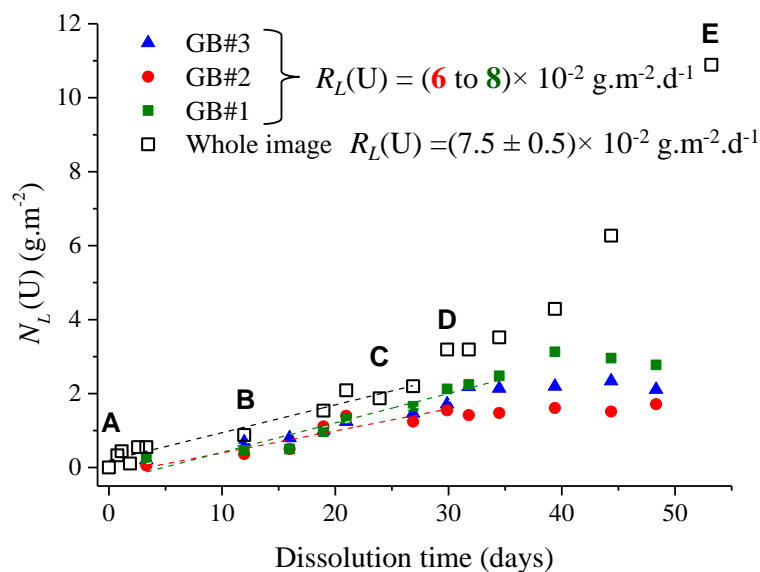 12
10
8
6
4
2
0
N_L (U) (g.m⁻²)
GB#3
GB#2
GB#1
R_L(U) = (6 to 8)× 10⁻² g.m⁻².d⁻¹
Whole image R_L(U) =(7.5 ± 0.5)× 10⁻² g.m⁻².d⁻¹
A
B
C
D
E
0 10 20 30 40 50
Dissolution time (days)